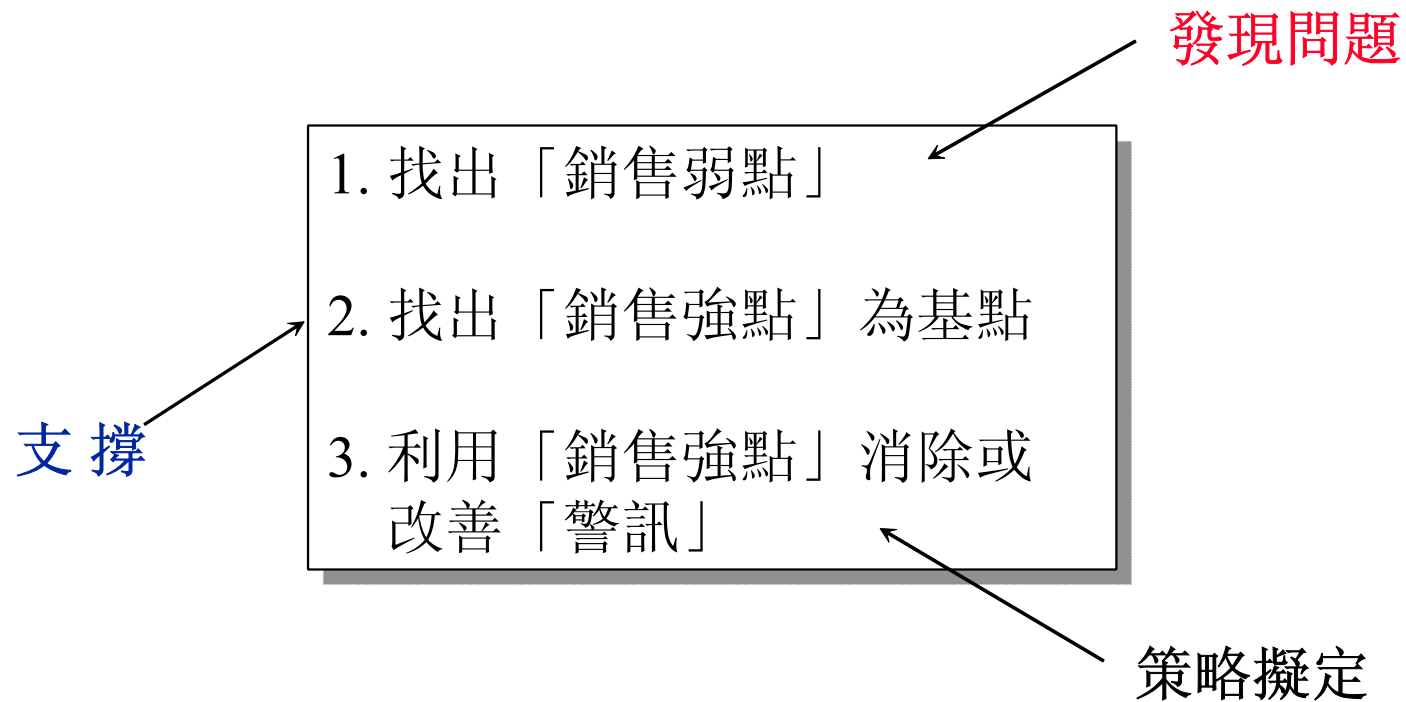 發現問題
1. 找出「銷售弱點」
2. 找出「銷售強點」為基點
支 撐
3. 利用「銷售強點」消除或
改善「警訊」
策略擬定